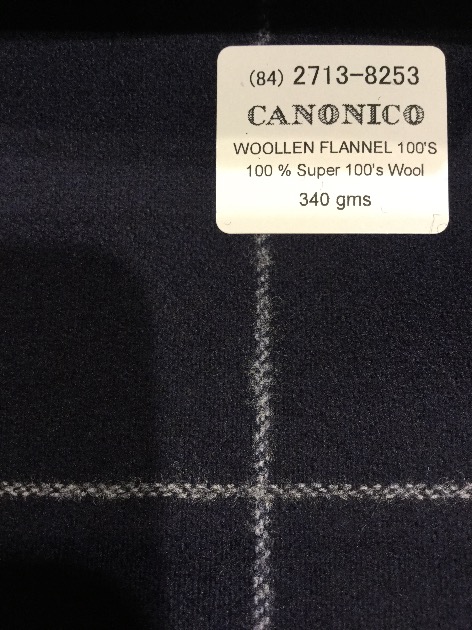 (84) 2713-8253
CANONICO
WOOLLEN FLANNEL 100'S
100 % Super 100's Wool
340 gms